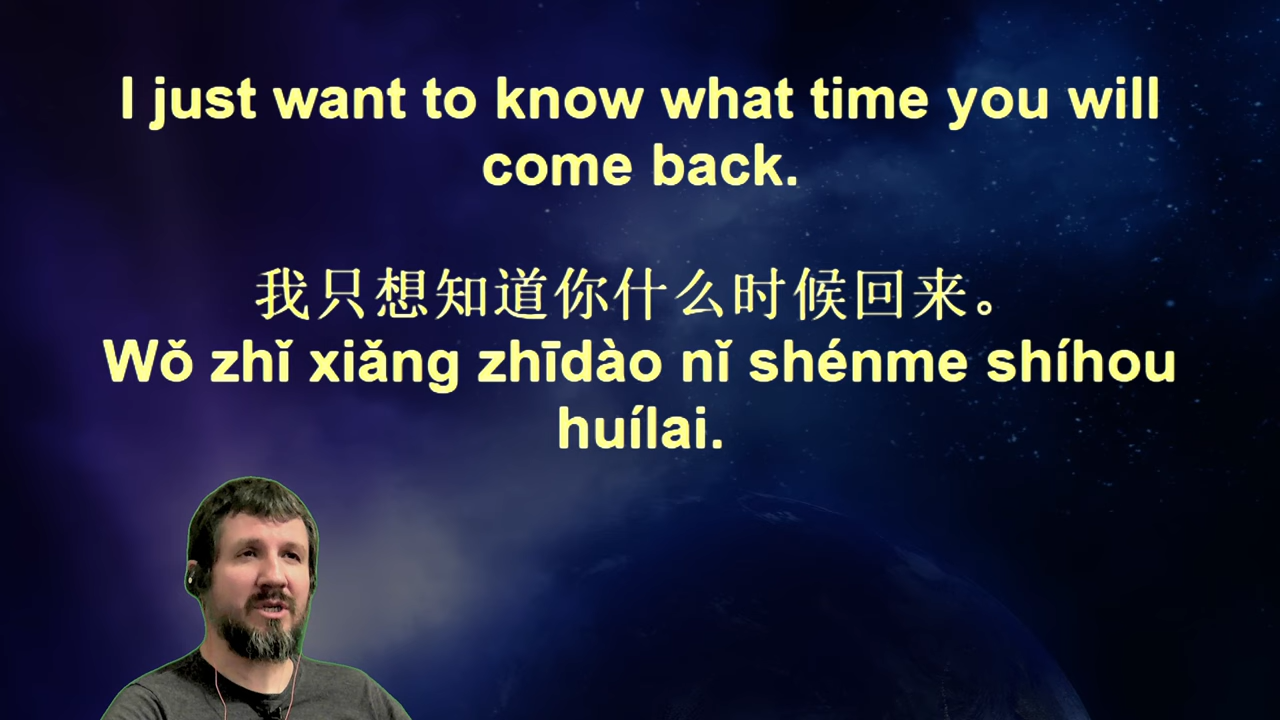 I just want to know what time you will
come back.
我只想知道你什么时候回来。
Wǒ zhǐ xiǎng zhīdào nǐ shénme shíhou
huílai.